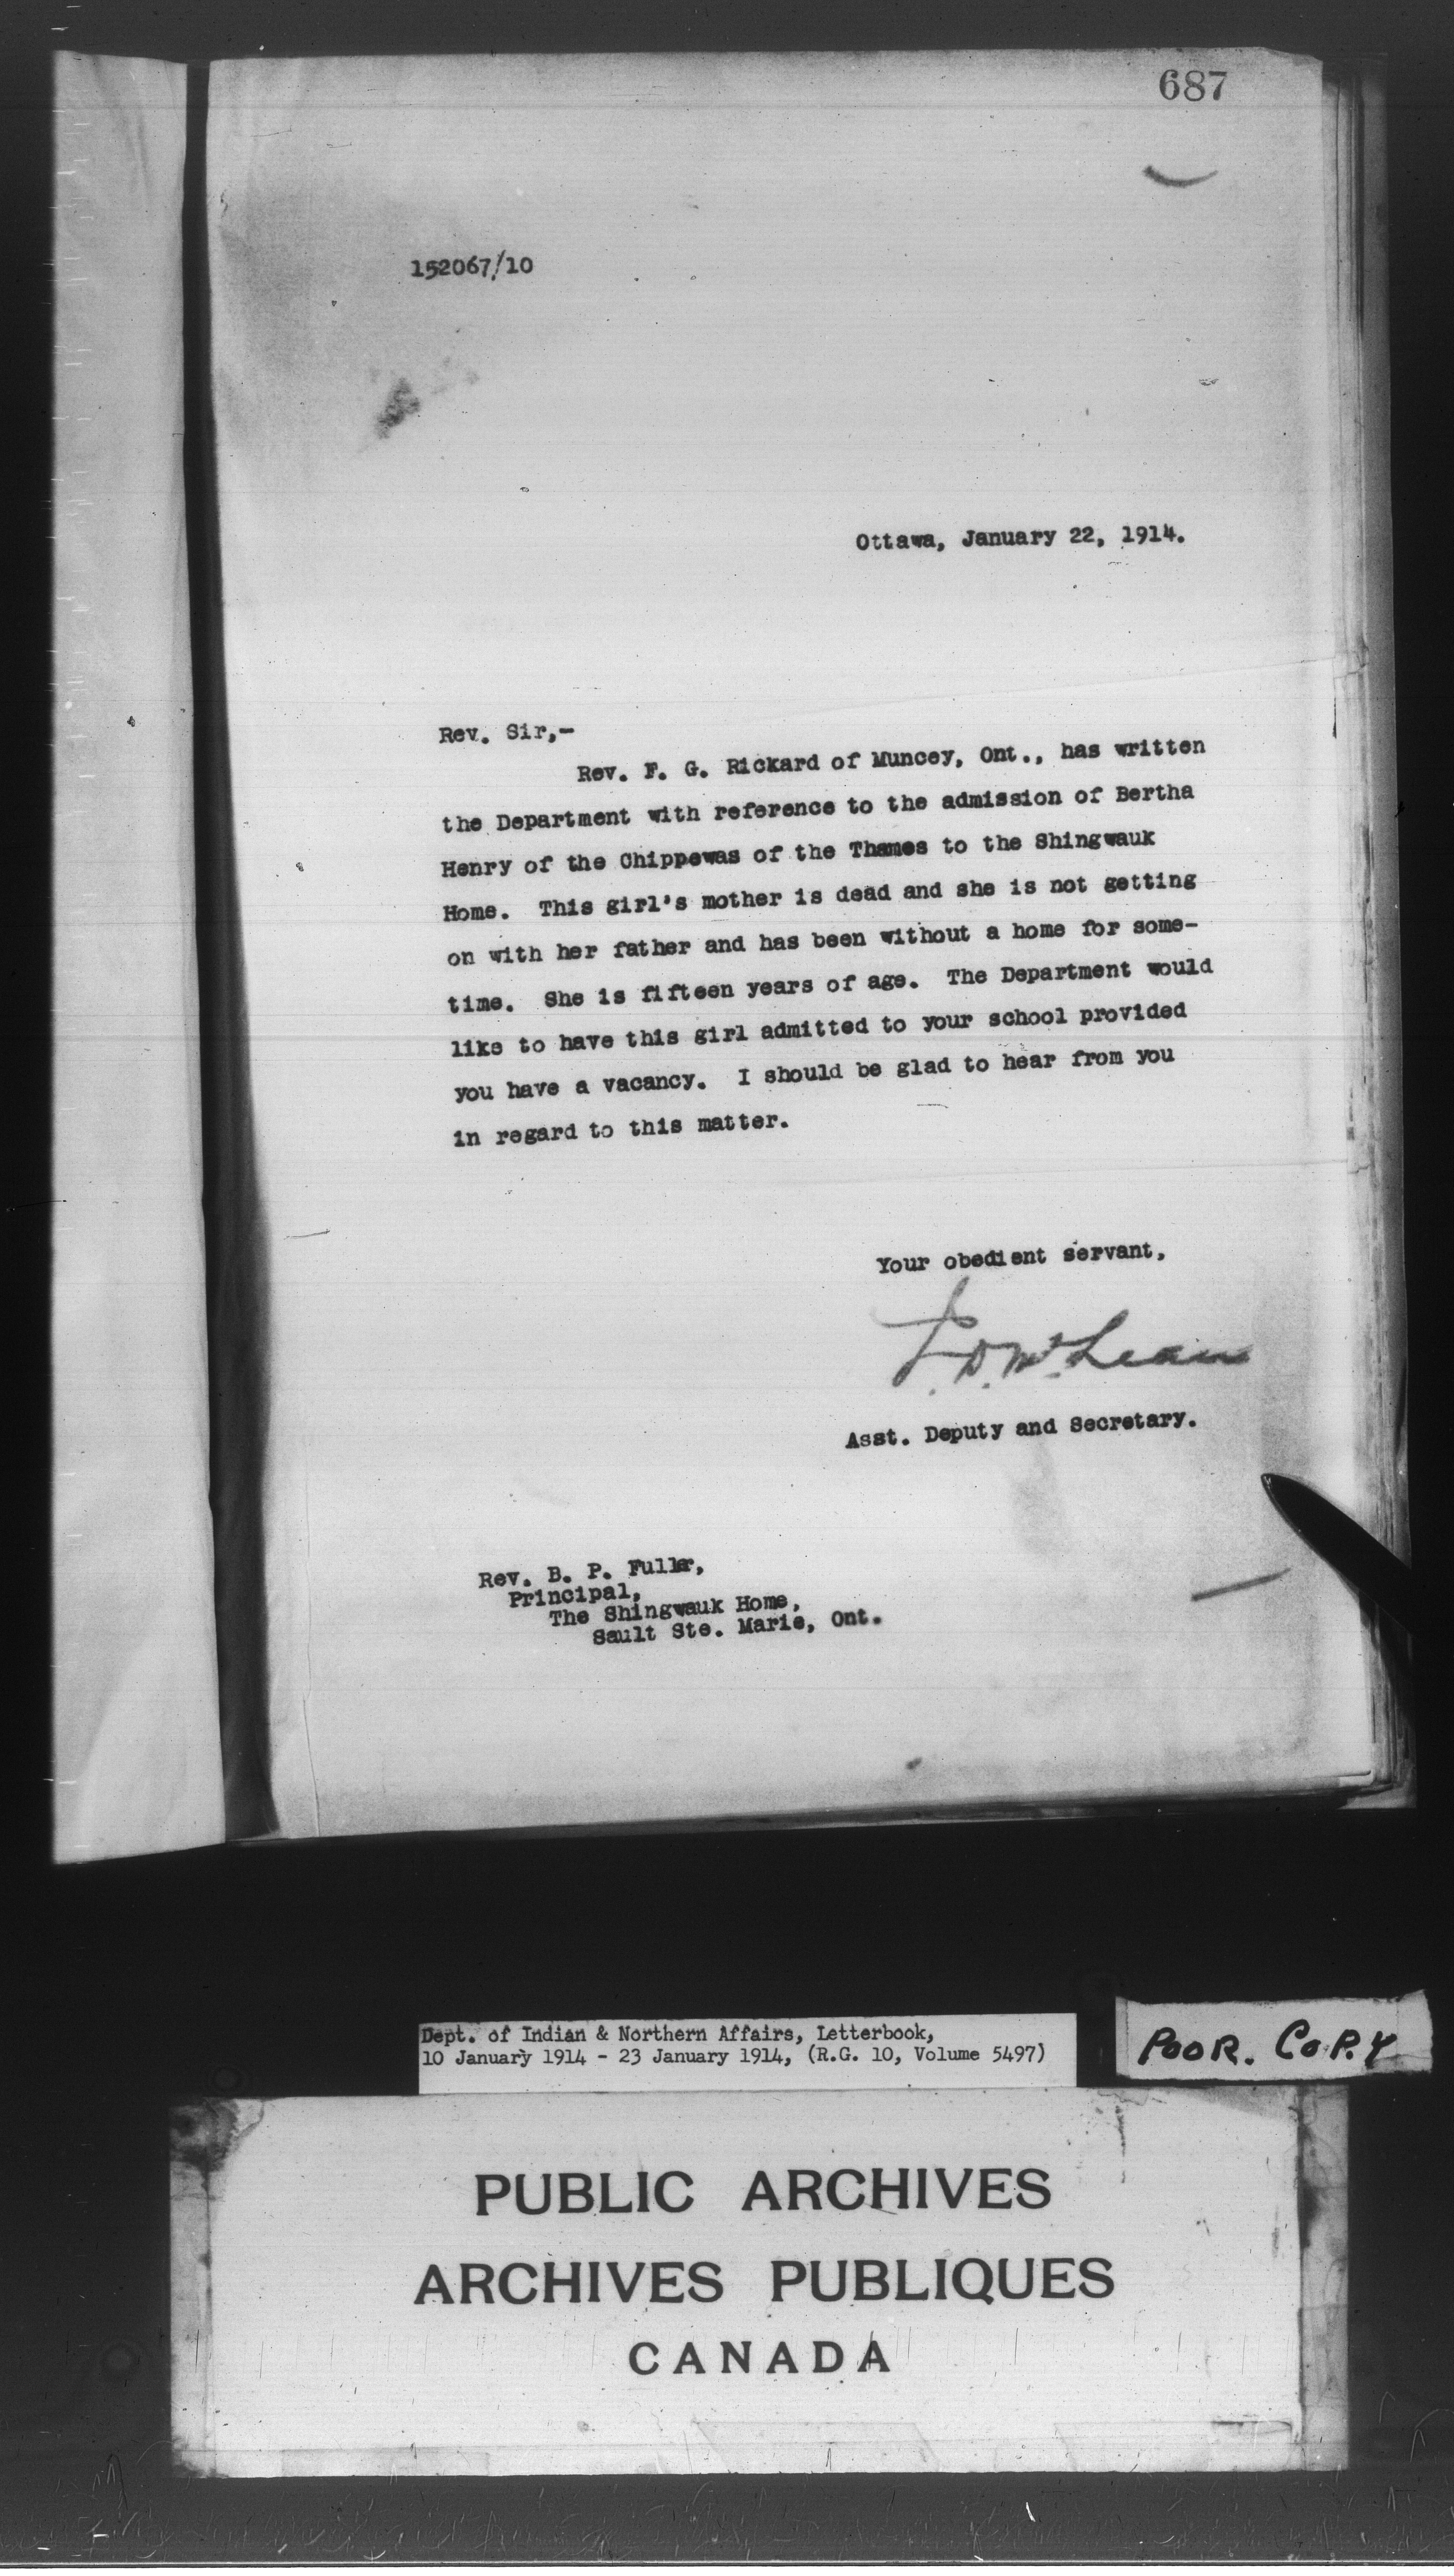 687
152067/10
Ottawa, January 22, 1914.
Rev. Sir,-
Rev. F. G. Rickard of Muncey, Ont., has written
the Department with reference to the admission of Bertha
Henry of the Chippewas of the Thames to the Shingwauk
Home. This girl's mother is dead and she is not getting
on with her father and has been without a home for some-
time. She is fifteen years of age. The Department would
like to have this girl admitted to your school provided
you have a vacancy. I should be glad to hear from you
in regard to this matter.
Your obedient servant,
J. D. McLean
Asst. Deputy and Secretary.
Rev. B. P. Fuller,
Principal,
The Shingwauk Home,
Sault Ste. Marie, Ont.
Dept. of Indian & Northern Affairs, Letterbook,
10 January 1914 - 23 January 1914, (R.G. 10, Volume 5497)
POOR. COPY
PUBLIC ARCHIVES
ARCHIVES PUBLIQUES
CANADA